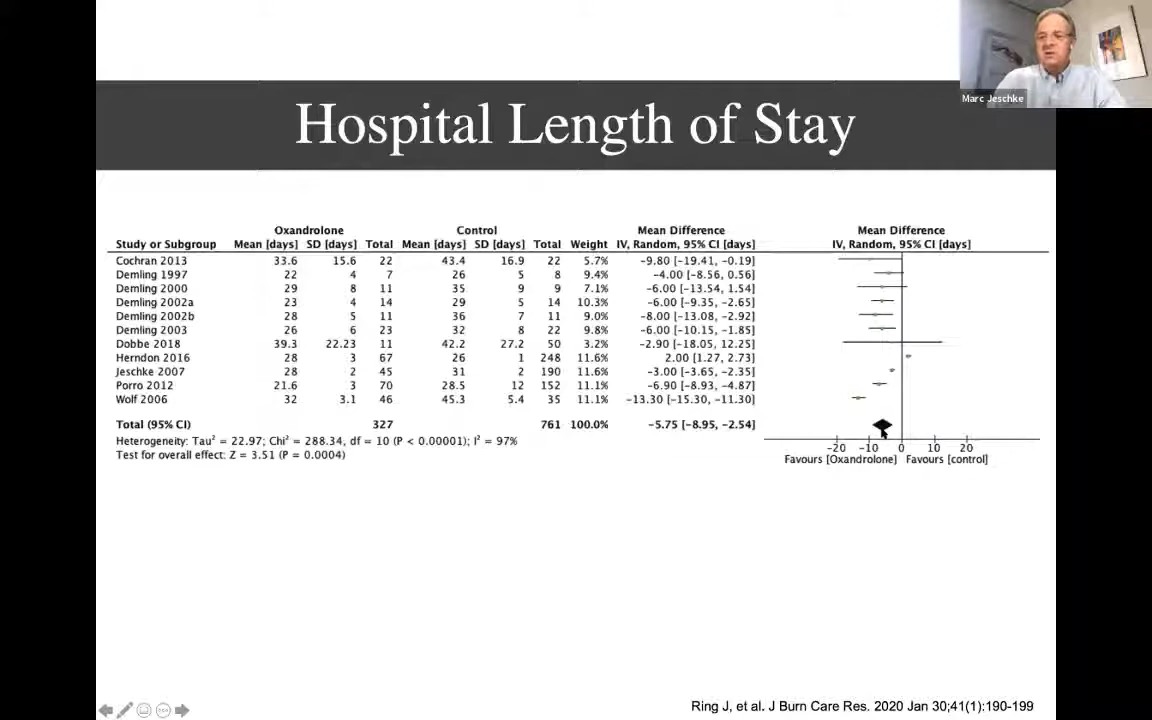 Marc Jeschke
Hospital Length of Stay
Oxandrolone Control Mean Difference Mean Difference
Study or Subgroup Mean [days] SD [days] Total Mean [days] SD [days] Total Weight IV, Random, 95% CI [days] IV, Random, 95% CI [days]
Cochran 2013 33.6 15.6 22 43.4 16.9 22 5.7% -9.80 [-19.41, -0.19]
Demling 1997 22 4 7 26 5 8 9.4% -4.00 [-8.56, 0.56]
Demling 2000 29 8 11 35 9 9 7.1% -6.00 [-13.54, 1.54]
Demling 2002a 23 4 14 29 5 14 10.3% -6.00 [-9.35, -2.65]
Demling 2002b 28 5 11 36 7 11 9.0% -8.00 [-13.08, -2.92]
Demling 2003 26 6 23 32 8 22 9.8% -6.00 [-10.15, -1.85]
Dobbe 2018 39.3 22.23 11 42.2 27.2 50 3.2% -2.90 [-18.05, 12.25]
Herndon 2016 28 3 67 26 1 248 11.6% 2.00 [1.27, 2.73]
Jeschke 2007 28 2 45 31 2 190 11.6% -3.00 [-3.65, -2.35]
Porro 2012 21.6 3 70 28.5 12 152 11.1% -6.90 [-8.93, -4.87]
Wolf 2006 32 3.1 46 45.3 5.4 35 11.1% -13.30 [-15.30, -11.30]
Total (95% CI) 327 761 100.0% -5.75 [-8.95, -2.54]
Heterogeneity: Tau² = 22.97; Chi² = 288.34, df = 10 (P < 0.00001); I² = 97%
Test for overall effect: Z = 3.51 (P = 0.0004)
-20 -10 0 10 20
Favours [Oxandrolone] Favours [control]
Ring J, et al. J Burn Care Res. 2020 Jan 30;41(1):190-199